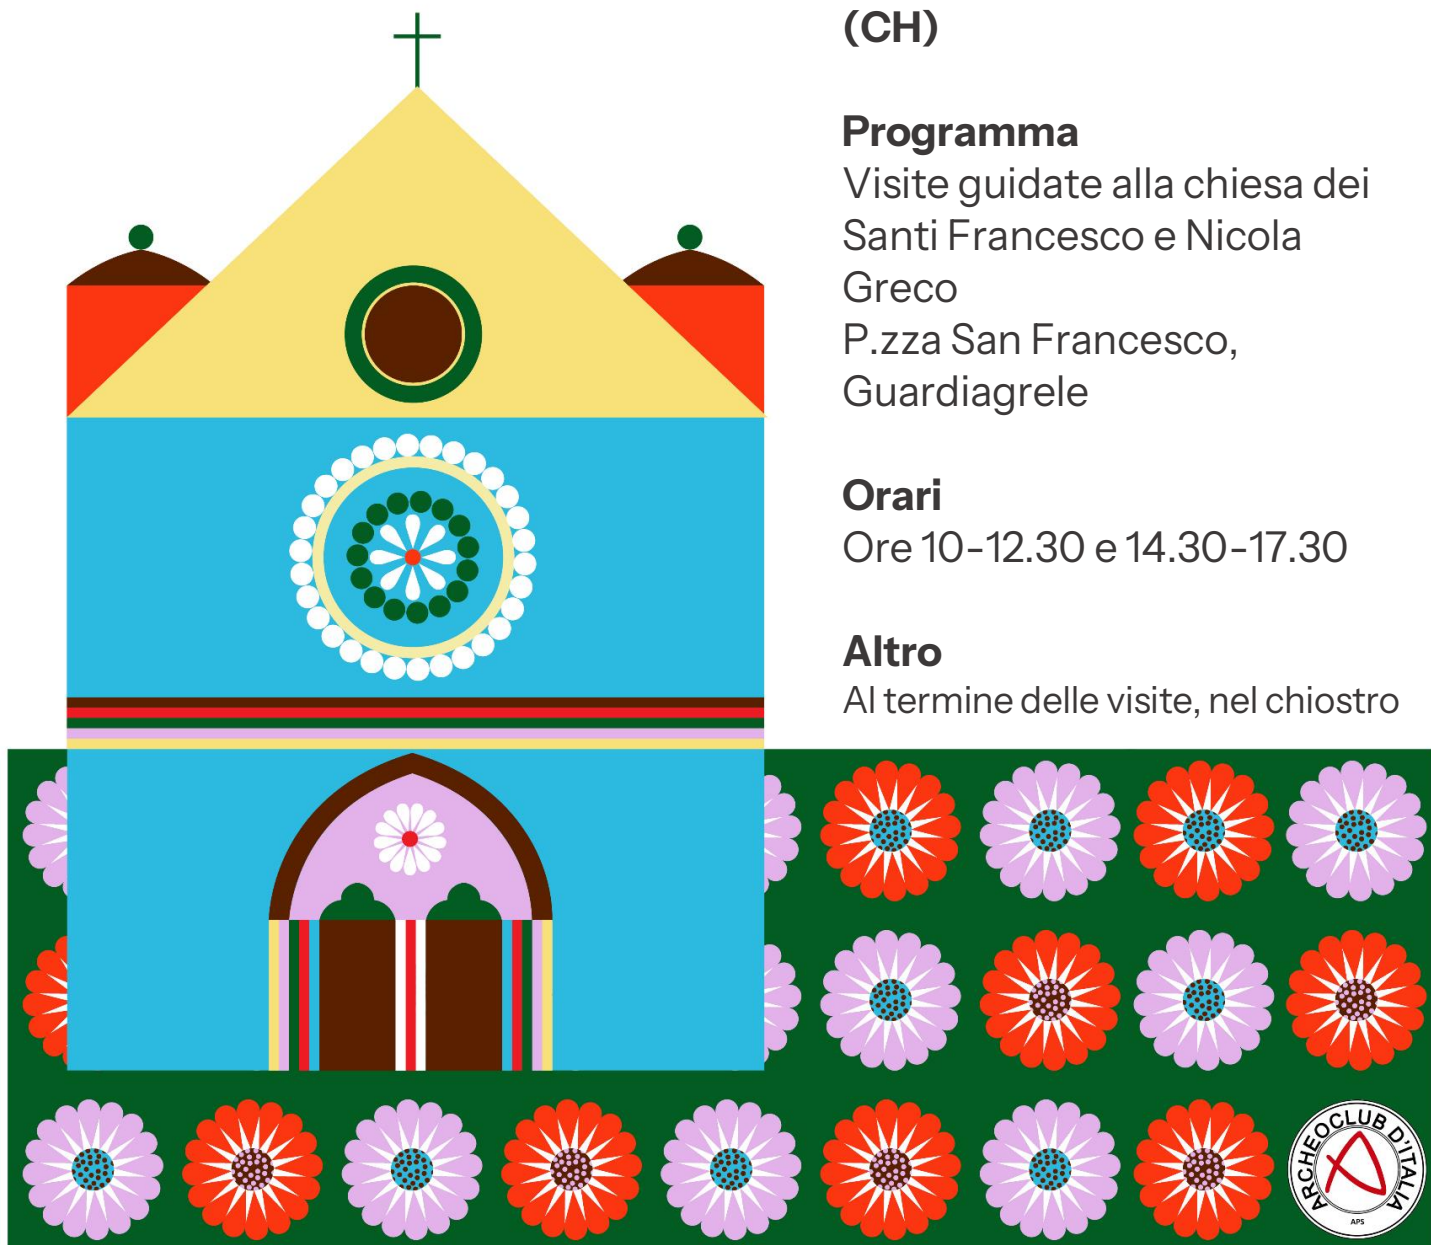 (CH)
Programma
Visite guidate alla chiesa dei
Santi Francesco e Nicola
Greco
P.zza San Francesco,
Guardiagrele
Orari
Ore 10-12.30 e 14.30-17.30
Altro
Al termine delle visite, nel chiostro
ARCHEOCLUB D'ITALIA
APS